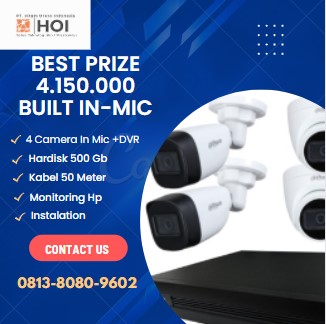 HOI
BEST PRIZE
4.150.000
BUILT IN-MIC
4 Camera In Mic +DVR
Hardisk 500 Gb
Kabel 50 Meter
Monitoring Hp
Instalation
CONTACT US
0813-8080-9602